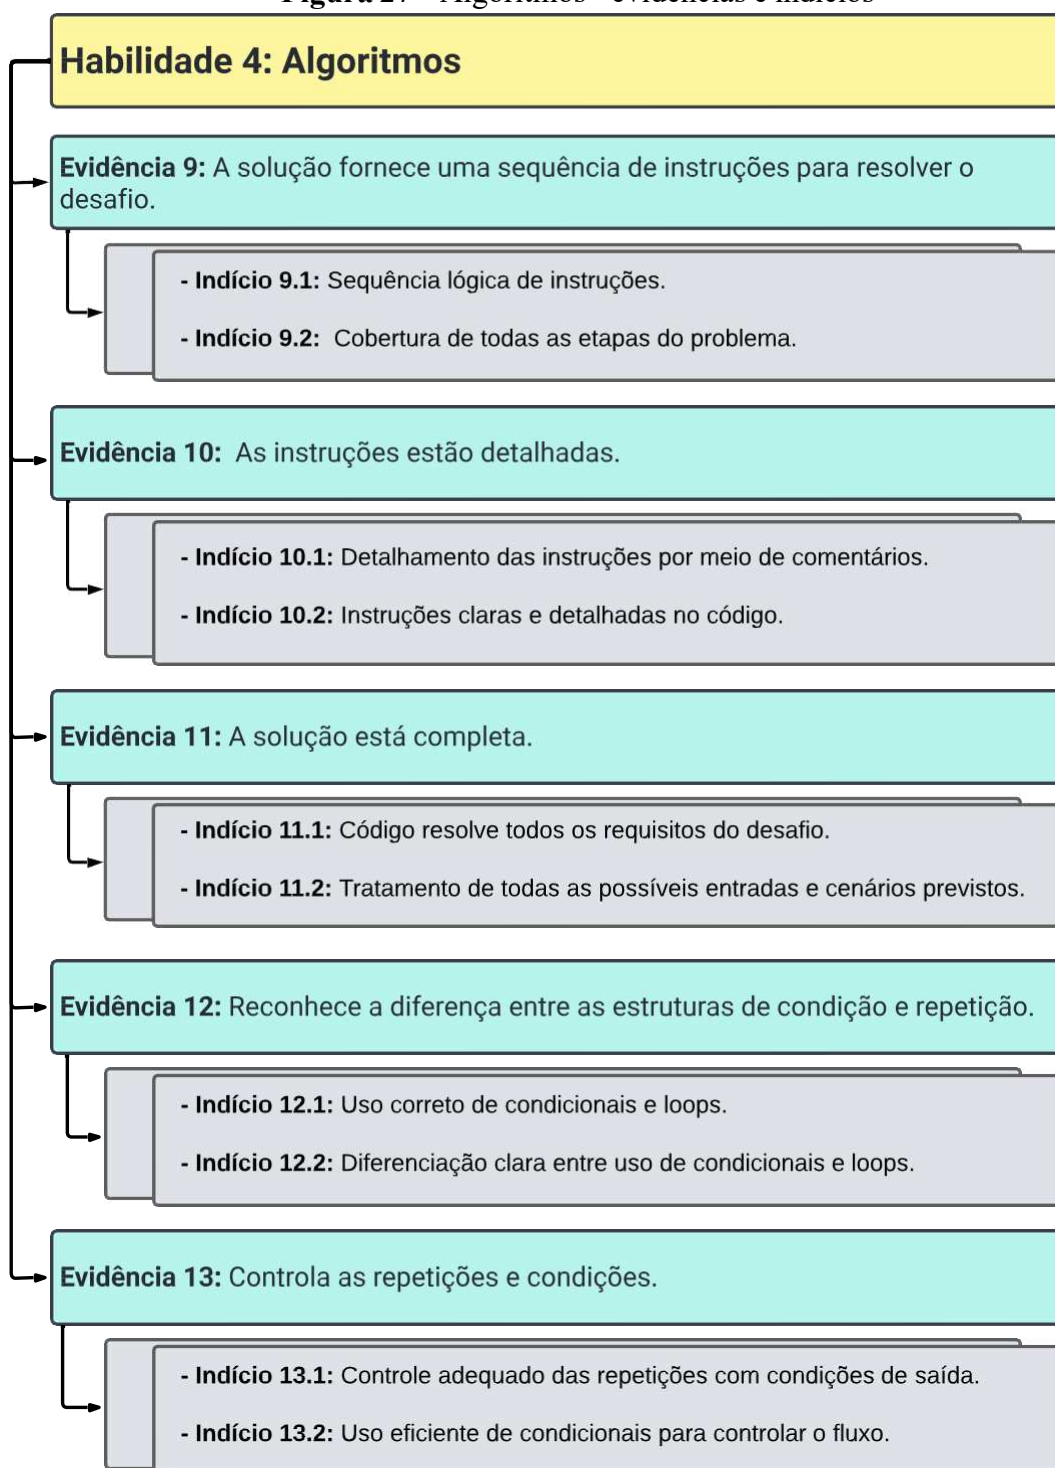 Figura 27 - Algoritmos - evidências e indícios
Habilidade 4: Algoritmos
Evidência 9: A solução fornece uma sequência de instruções para resolver o
desafio.
- Indício 9.1: Sequência lógica de instruções.
- Indício 9.2: Cobertura de todas as etapas do problema.
Evidência 10: As instruções estão detalhadas.
- Indício 10.1: Detalhamento das instruções por meio de comentários.
- Indício 10.2: Instruções claras e detalhadas no código.
Evidência 11: A solução está completa.
- Indício 11.1: Código resolve todos os requisitos do desafio.
- Indício 11.2: Tratamento de todas as possíveis entradas e cenários previstos.
Evidência 12: Reconhece a diferença entre as estruturas de condição e repetição.
- Indício 12.1: Uso correto de condicionais e loops.
- Indício 12.2: Diferenciação clara entre uso de condicionais e loops.
Evidência 13: Controla as repetições e condições.
- Indício 13.1: Controle adequado das repetições com condições de saída.
- Indício 13.2: Uso eficiente de condicionais para controlar o fluxo.